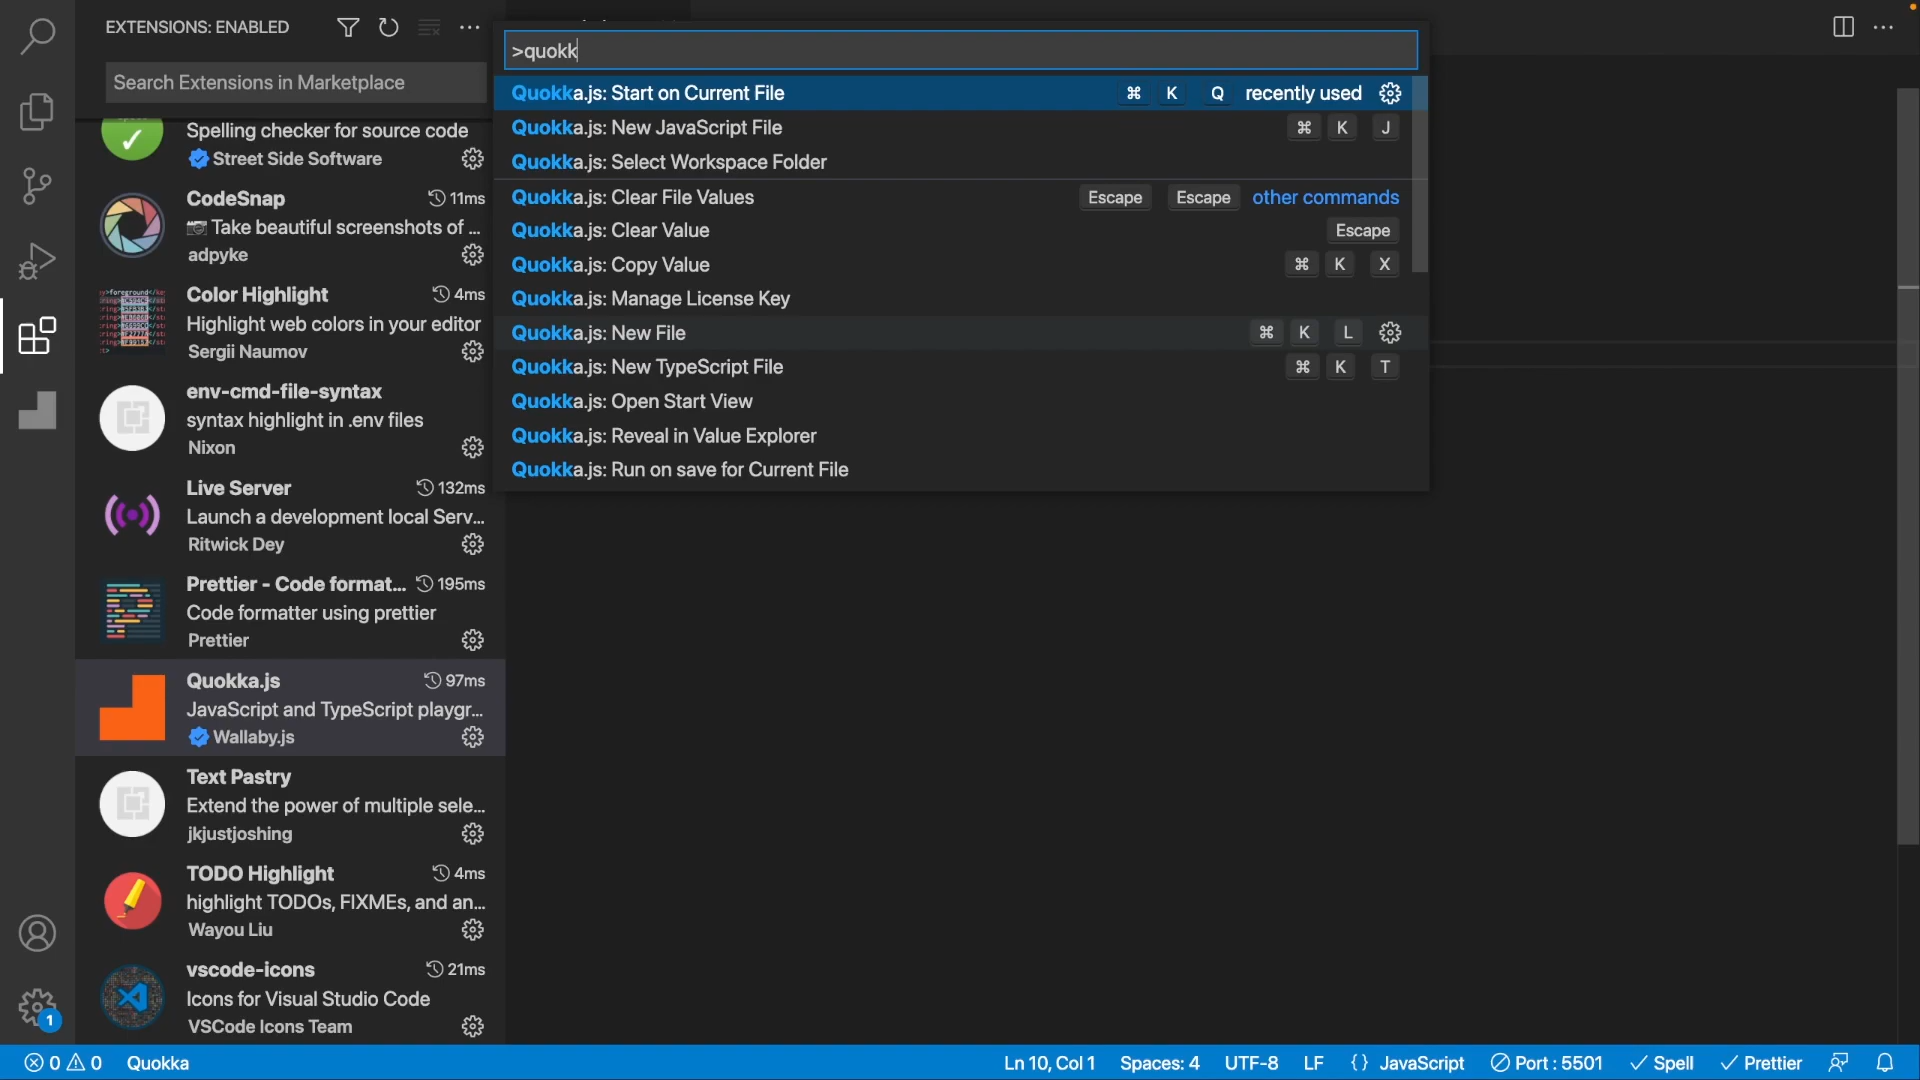 EXTENSIONS: ENABLED
Search Extensions in Marketplace
Spelling checker for source code
Street Side Software
CodeSnap 11ms
📷 Take beautiful screenshots of ...
adpyke
Color Highlight 4ms
Highlight web colors in your editor
Sergii Naumov
env-cmd-file-syntax
syntax highlight in .env files
Nixon
Live Server 132ms
Launch a development local Serv...
Ritwick Dey
Prettier - Code format... 195ms
Code formatter using prettier
Prettier
Quokka.js 97ms
JavaScript and TypeScript playgr...
Wallaby.js
Text Pastry
Extend the power of multiple sele...
jkjustjoshing
TODO Highlight 4ms
highlight TODOs, FIXMEs, and an...
Wayou Liu
vscode-icons 21ms
Icons for Visual Studio Code
VSCode Icons Team
1
>quokk
Quokka.js: Start on Current File ⌘ K Q recently used
Quokka.js: New JavaScript File ⌘ K J
Quokka.js: Select Workspace Folder
Quokka.js: Clear File Values Escape Escape other commands
Quokka.js: Clear Value Escape
Quokka.js: Copy Value ⌘ K X
Quokka.js: Manage License Key
Quokka.js: New File ⌘ K L
Quokka.js: New TypeScript File ⌘ K T
Quokka.js: Open Start View
Quokka.js: Reveal in Value Explorer
Quokka.js: Run on save for Current File
0 0 Quokka Ln 10, Col 1 Spaces: 4 UTF-8 LF {} JavaScript Port : 5501 ✓ Spell ✓ Prettier